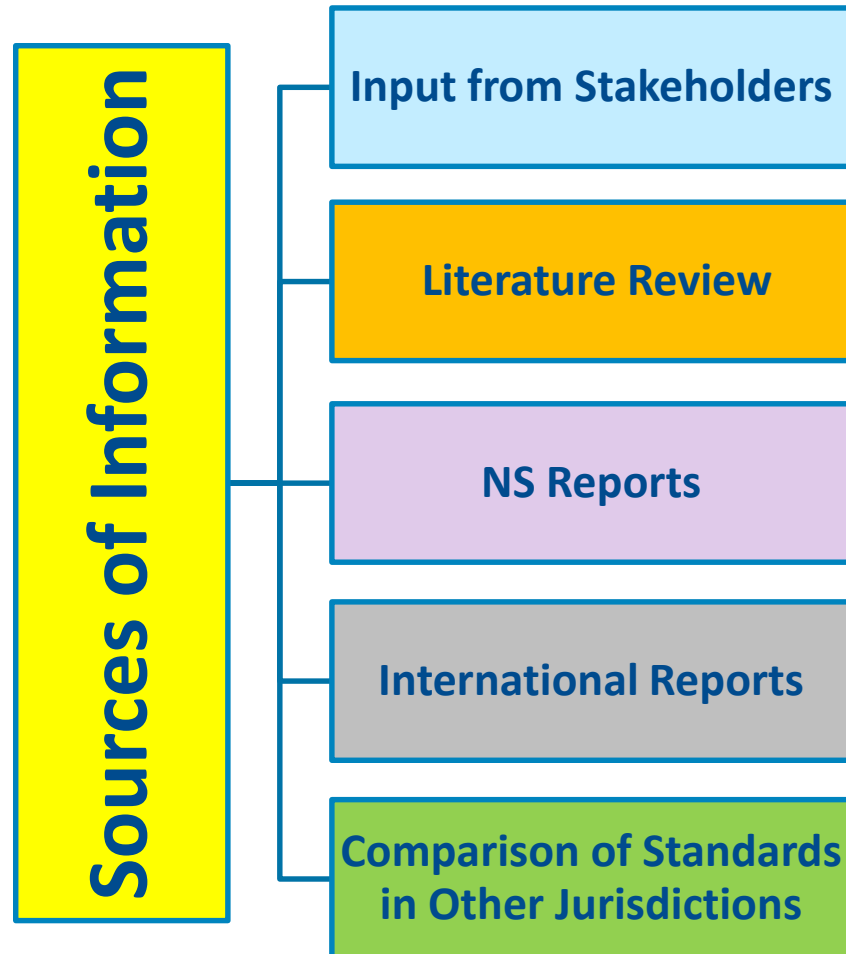 Sources of Information
Input from Stakeholders
Literature Review
NS Reports
International Reports
Comparison of Standards
in Other Jurisdictions